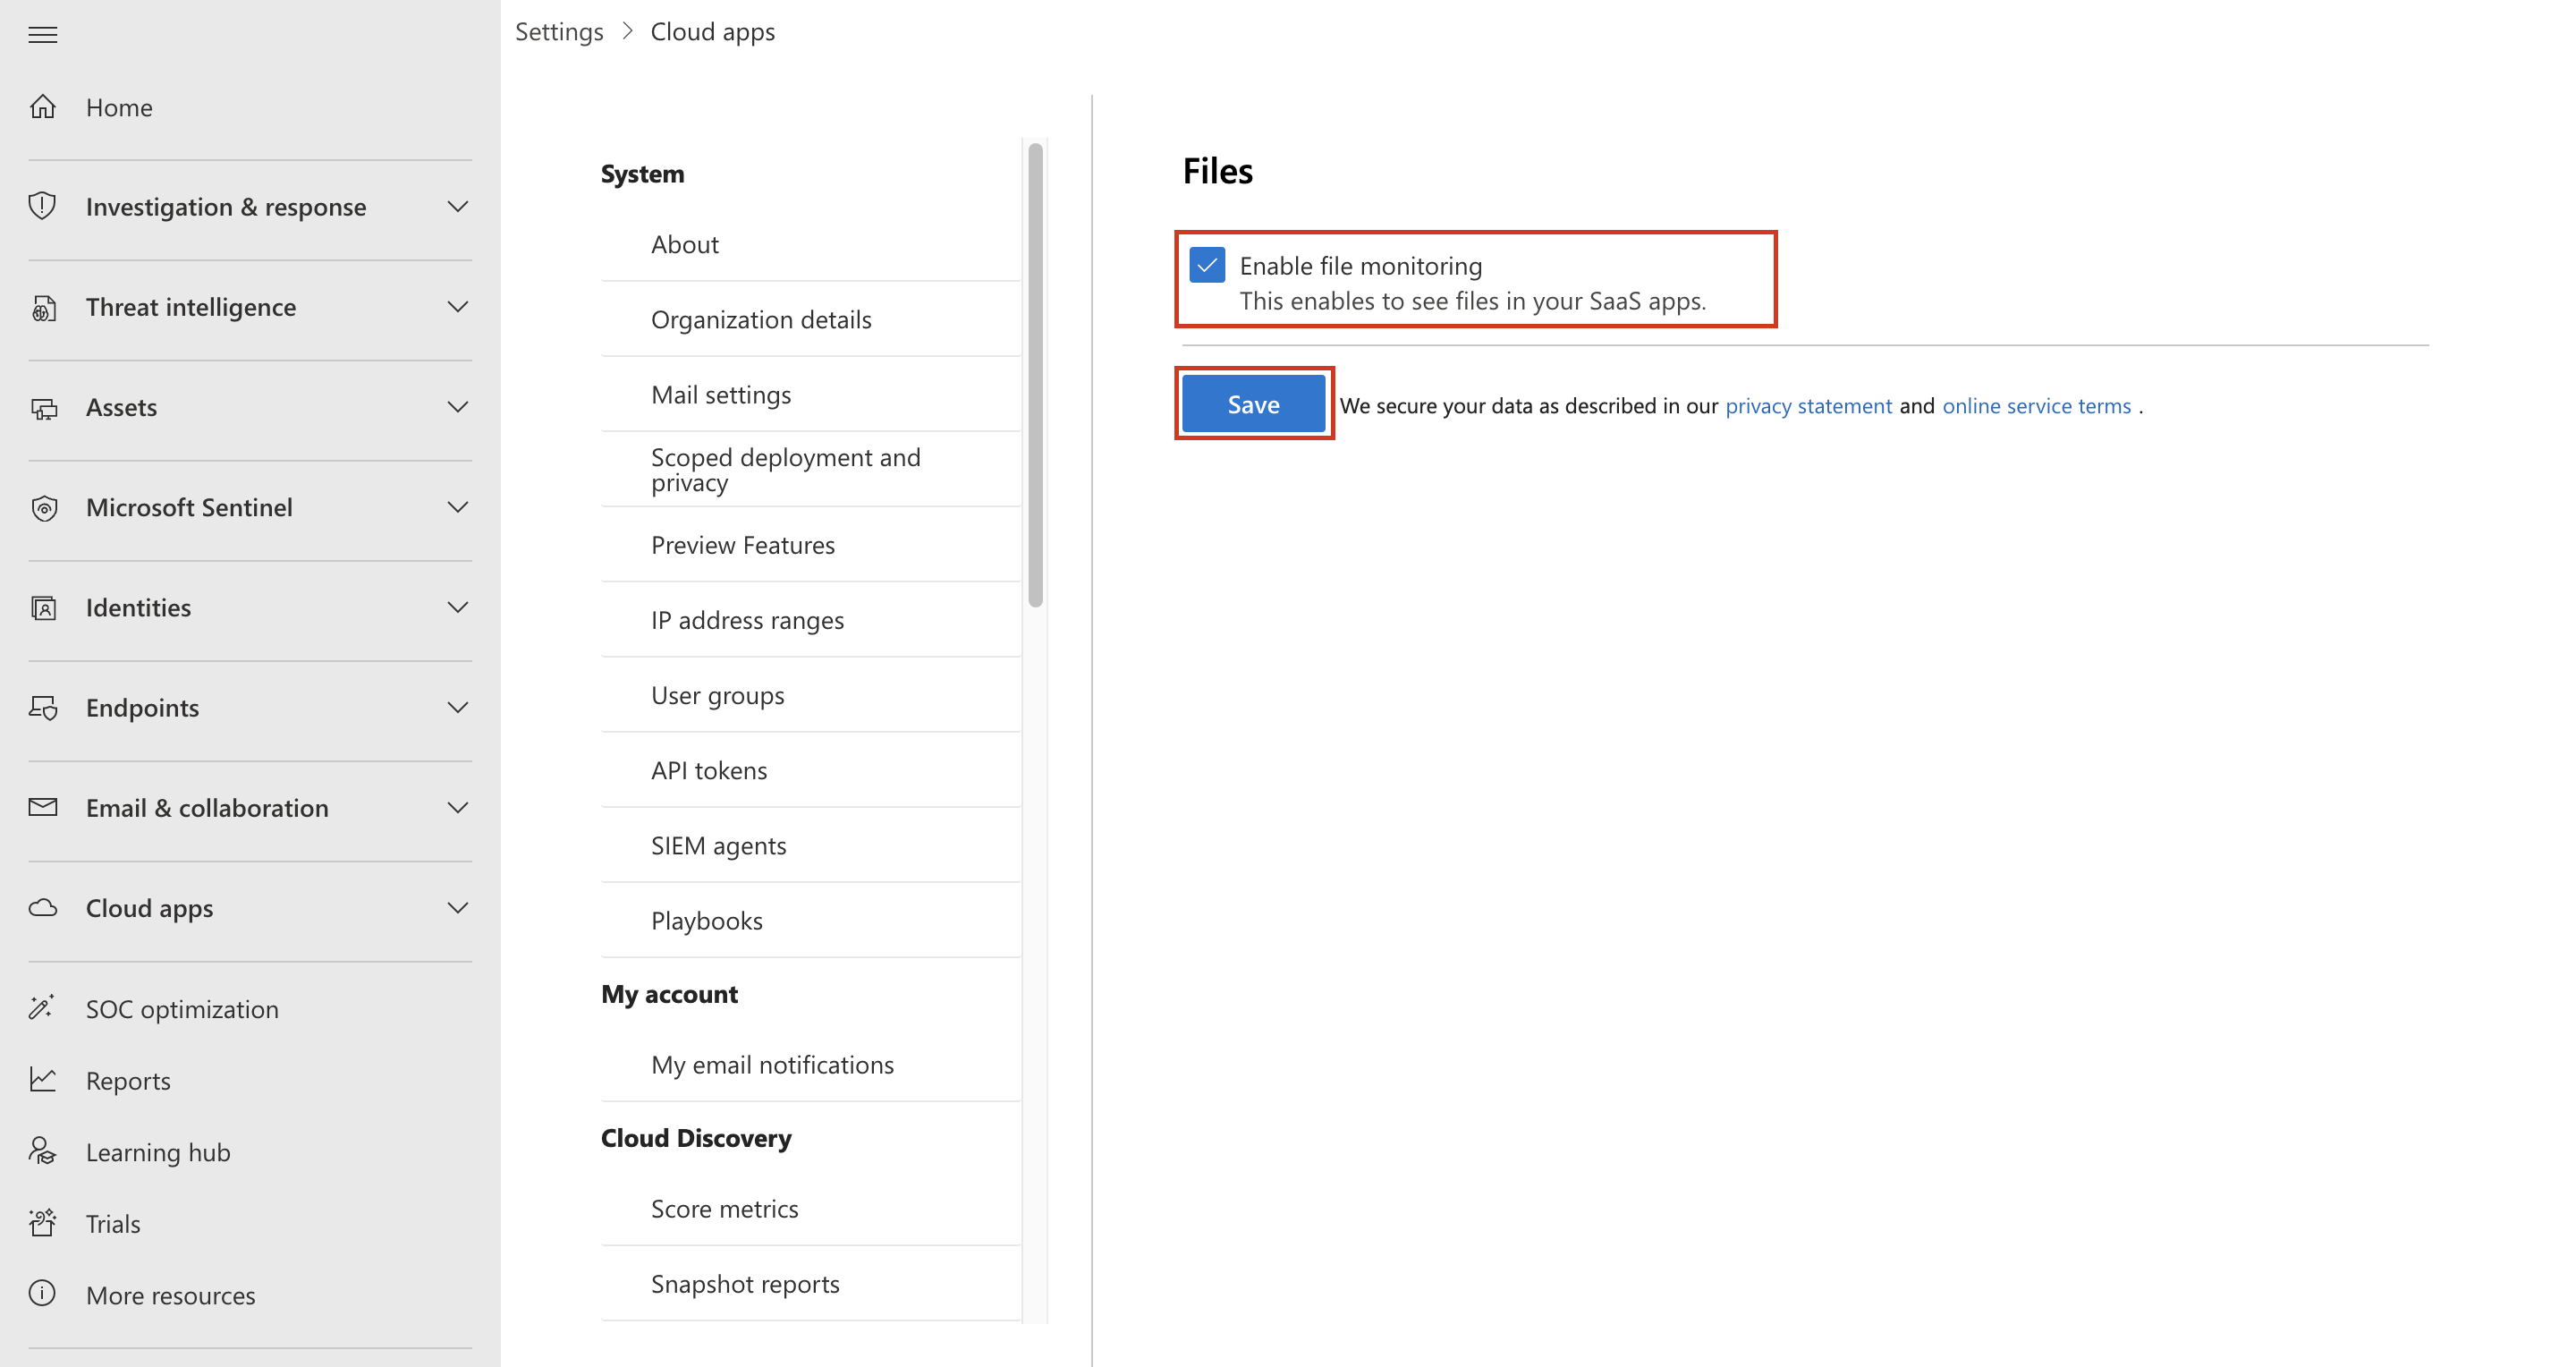 Settings > Cloud apps
Home
Investigation & response
Threat intelligence
Assets
Microsoft Sentinel
Identities
Endpoints
Email & collaboration
Cloud apps
SOC optimization
Reports
Learning hub
Trials
More resources
System
About
Organization details
Mail settings
Scoped deployment and
privacy
Preview Features
IP address ranges
User groups
API tokens
SIEM agents
Playbooks
My account
My email notifications
Cloud Discovery
Score metrics
Snapshot reports
Files
Enable file monitoring
This enables to see files in your SaaS apps.
Save We secure your data as described in our privacy statement and online service terms .